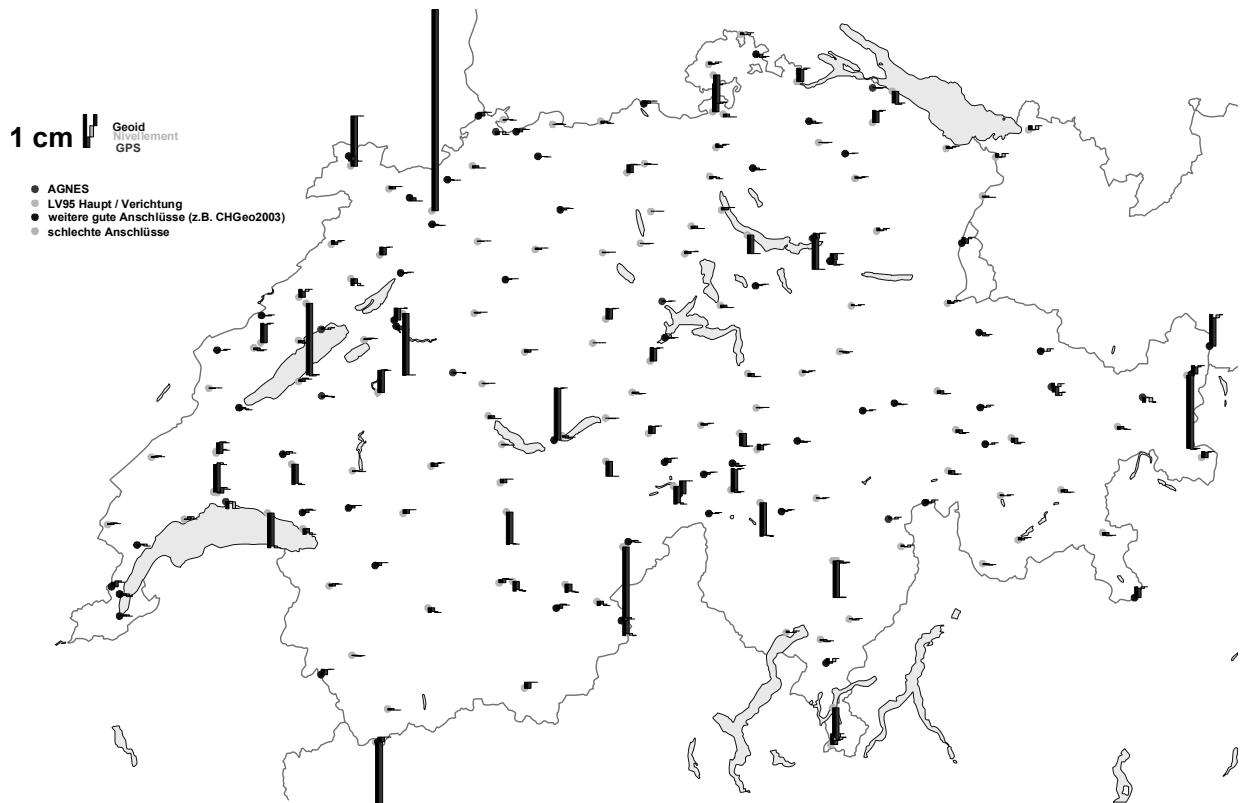 1 cm
Geoid
Nivellement
GPS
AGNES
LV95 Haupt / Verichtung
weitere gute Anschlüsse (z.B. CHGeo2003)
schlechte Anschlüsse